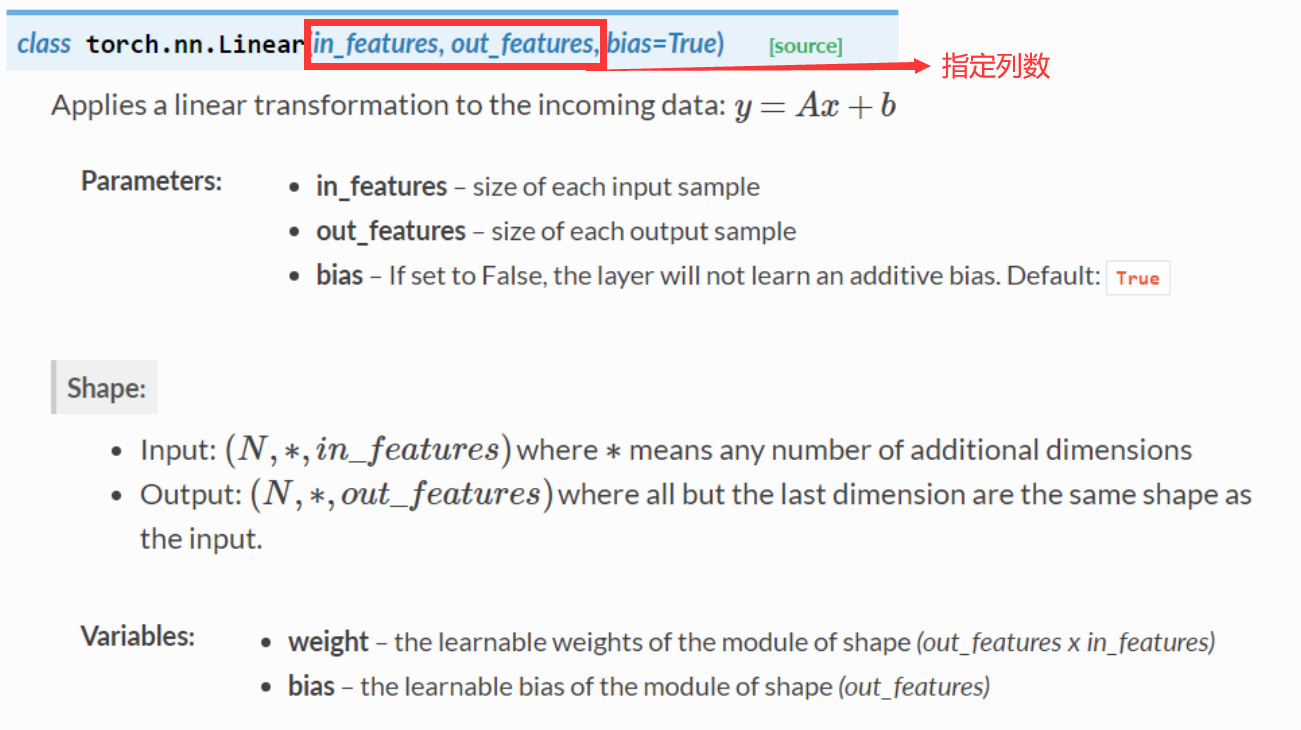 class torch.nn.Linear(in_features, out_features, bias=True) [source]
指定列数
Applies a linear transformation to the incoming data: y = Ax + b
Parameters:
• in_features – size of each input sample
• out_features – size of each output sample
• bias – If set to False, the layer will not learn an additive bias. Default: True
Shape:
• Input: (N, ∗, in_features) where ∗ means any number of additional dimensions
• Output: (N, ∗, out_features) where all but the last dimension are the same shape as
the input.
Variables:
• weight – the learnable weights of the module of shape (out_features x in_features)
• bias – the learnable bias of the module of shape (out_features)